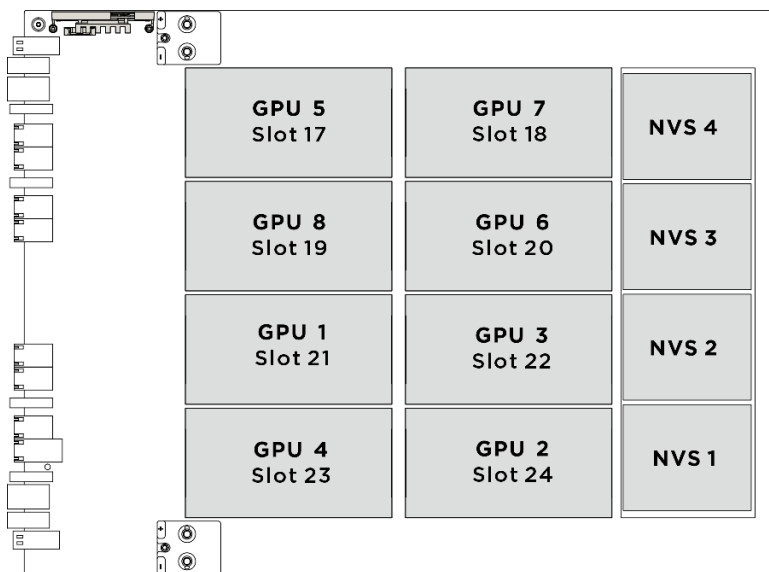 GPU 5
Slot 17
GPU 7
Slot 18
NVS 4
GPU 8
Slot 19
GPU 6
Slot 20
NVS 3
GPU 1
Slot 21
GPU 3
Slot 22
NVS 2
GPU 4
Slot 23
GPU 2
Slot 24
NVS 1